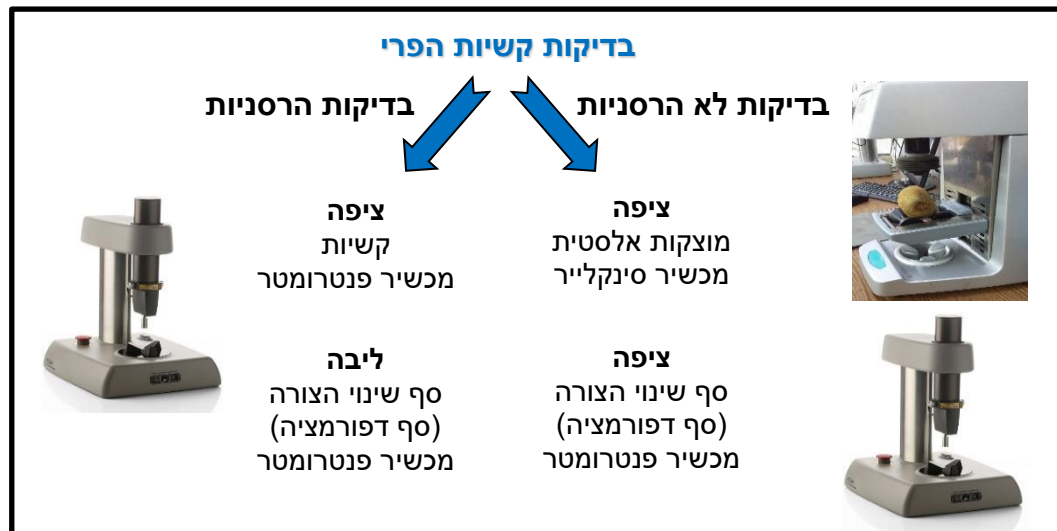 בדיקות קשיות הפרי
בדיקות לא הרסניות
ציפה
מוצקות אלסטית
מכשיר סינקלייר
ציפה
סף שינוי הצורה
(סף דפורמציה)
מכשיר פנטרומטר
בדיקות הרסניות
ציפה
קשיות
מכשיר פנטרומטר
ליבה
סף שינוי הצורה
(סף דפורמציה)
מכשיר פנטרומטר